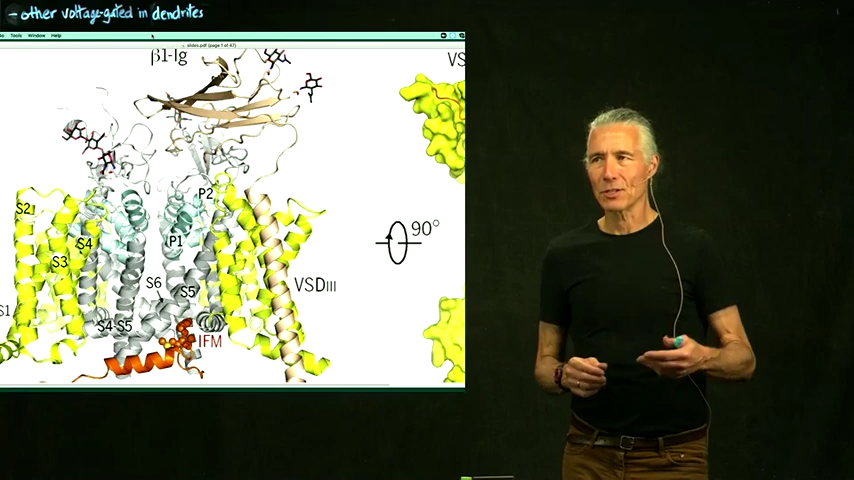 - other voltage-gated in dendrites
Tools Window Help
slides.pdf (page 1 of 47)
β1-Ig
VS
S2
P2
S4
P1
90°
S3
S6
S5
VSDIII
S1
S4-S5
IFM